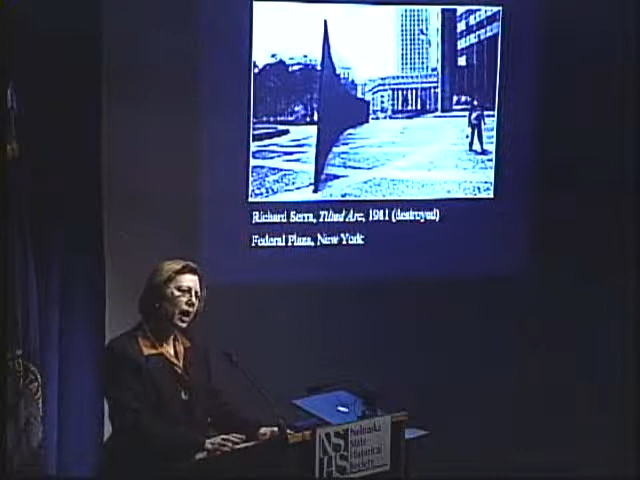 Richard Serra, Tilted Arc, 1981 (destroyed)
Federal Plaza, New York
NS
HS
Nebraska
State
Historical
Society